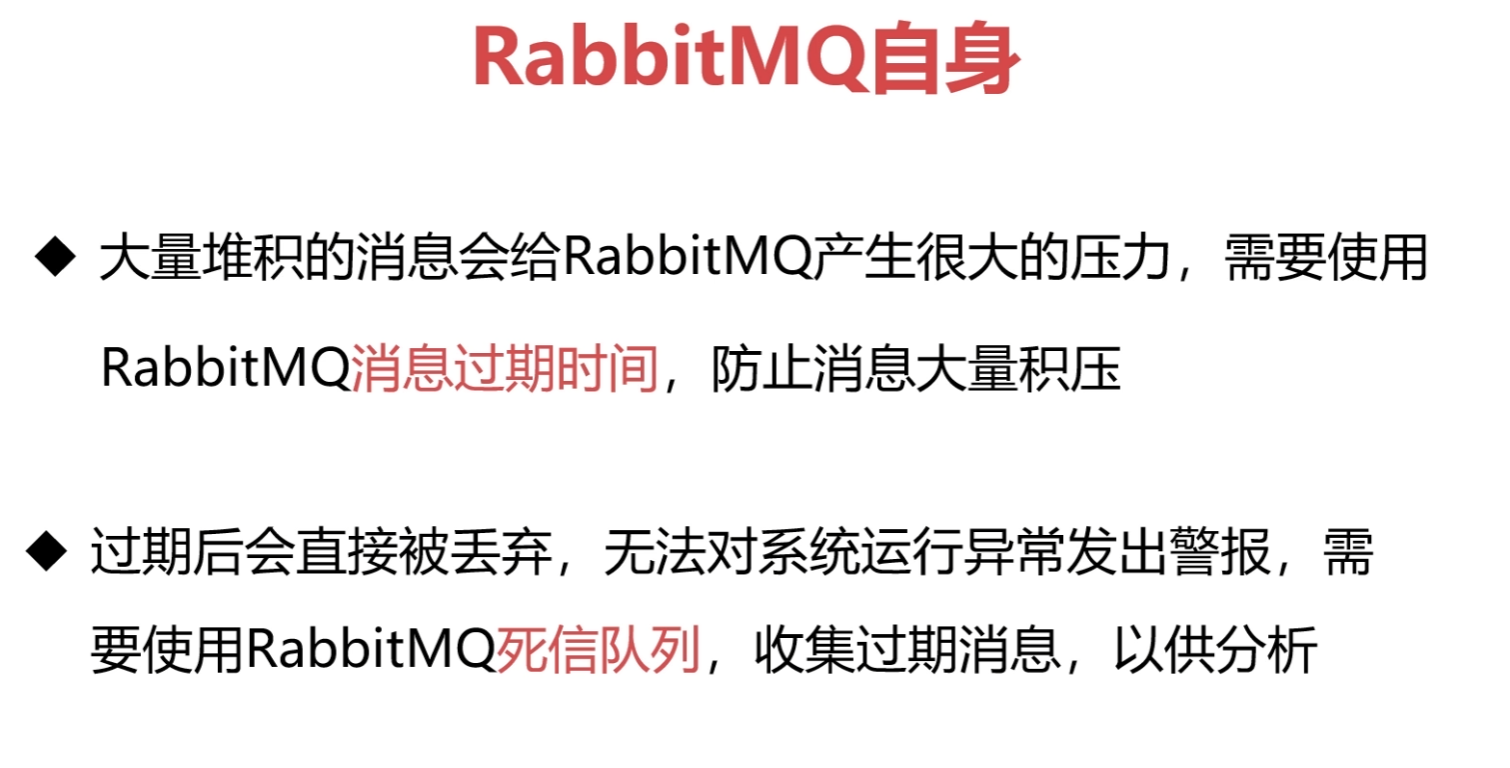 RabbitMQ自身
◆ 大量堆积的消息会给RabbitMQ产生很大的压力，需要使用
RabbitMQ消息过期时间，防止消息大量积压
◆ 过期后会直接被丢弃，无法对系统运行异常发出警报，需
要使用RabbitMQ死信队列，收集过期消息，以供分析